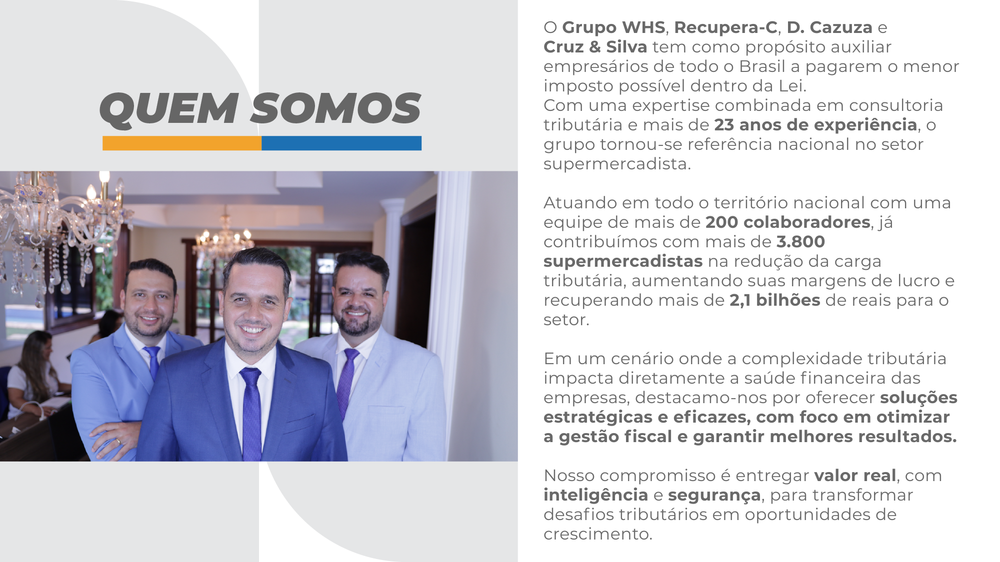 QUEM SOMOS
O Grupo WHS, Recupera-C, D. Cazuza e
Cruz & Silva tem como propósito auxiliar
empresários de todo o Brasil a pagarem o menor
imposto possível dentro da Lei.
Com uma expertise combinada em consultoria
tributária e mais de 23 anos de experiência, o
grupo tornou-se referência nacional no setor
supermercadista.
Atuando em todo o território nacional com uma
equipe de mais de 200 colaboradores, já
contribuímos com mais de 3.800
supermercadistas na redução da carga
tributária, aumentando suas margens de lucro e
recuperando mais de 2,1 bilhões de reais para o
setor.
Em um cenário onde a complexidade tributária
impacta diretamente a saúde financeira das
empresas, destacamo-nos por oferecer soluções
estratégicas e eficazes, com foco em otimizar
a gestão fiscal e garantir melhores resultados.
Nosso compromisso é entregar valor real, com
inteligência e segurança, para transformar
desafios tributários em oportunidades de
crescimento.